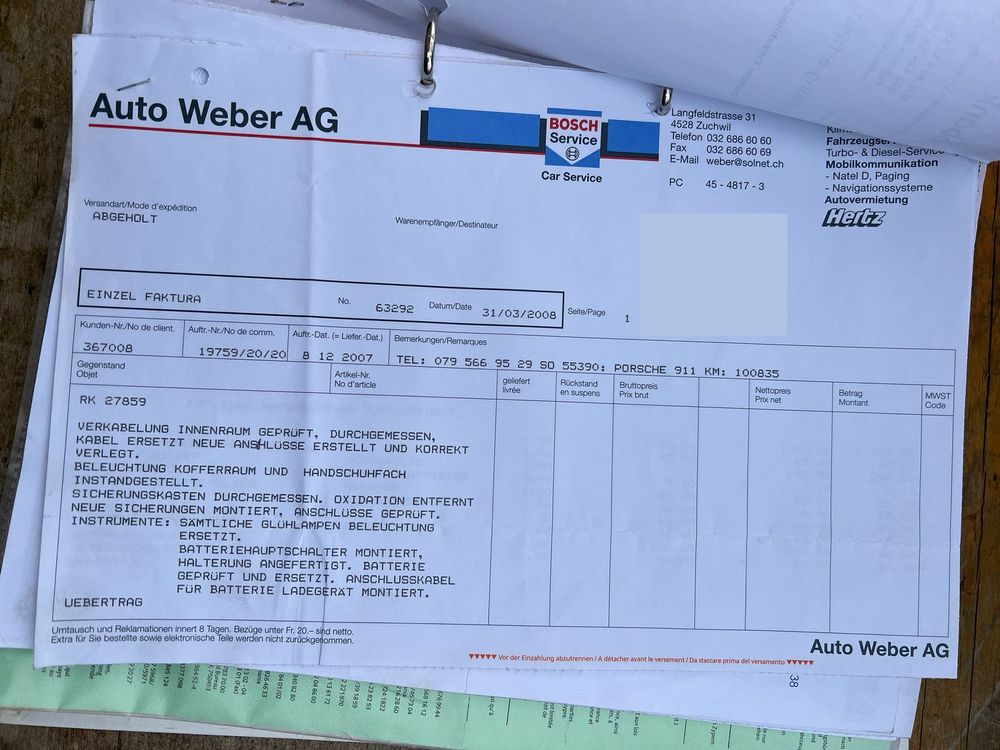 Auto Weber AG
BOSCH
Service
Car Service
Langfeldstrasse 31
4528 Zuchwil
Telefon 032 686 60 60
Fax 032 686 60 69
E-Mail weber@solnet.ch
PC 45 - 4817 - 3
Turbo- & Diesel-Service
Mobilkommunikation
- Natel D, Paging
- Navigationssysteme
Autovermietung
Hertz
Versandart/Mode d'expédition
ABGEHOLT
Warenempfänger/Destinateur
EINZEL FAKTURA
No. 63292
Datum/Date 31/03/2008
Seite/Page 1
Kunden-Nr./No de client.
367008
Auftr.-Nr./No de comm.
19759/20/20
Auftr.-Dat. (= Liefer.-Dat.)
8 12 2007
Bemerkungen/Remarques
TEL: 079 566 95 29 SO 55390; PORSCHE 911 KM: 100835
Gegenstand
Objet
Artikel-Nr.
No d'article
geliefert
livrée
Rückstand
en suspens
Bruttopreis
Prix brut
Nettopreis
Prix net
Betrag
Montant
MWST
Code
RK 27859
VERKABELUNG INNENRAUM GEPRÜFT, DURCHGEMESSEN,
KABEL ERSETZT NEUE ANSHLÜSSE ERSTELLT UND KORREKT
VERLEGT.
BELEUCHTUNG KOFFERRAUM UND HANDSCHUHFACH
INSTANDGESTELLT.
SICHERUNGSKASTEN DURCHGEMESSEN. OXIDATION ENTFERNT
NEUE SICHERUNGEN MONTIERT, ANSCHLÜSSE GEPRÜFT.
INSTRUMENTE: SÄMTLICHE GLÜHLAMPEN BELEUCHTUNG
ERSETZT.
BATTERIEHAUPTSCHALTER MONTIERT,
HALTERUNG ANGEFERTIGT. BATTERIE
GEPRÜFT UND ERSETZT. ANSCHLUSSKABEL
FÜR BATTERIE LADEGERÄT MONTIERT.
UEBERTRAG
Umtausch und Reklamationen innert 8 Tagen. Bezüge unter Fr. 20.– sind netto.
Extra für Sie bestellte sowie elektronische Teile werden nicht zurückgenommen.
Auto Weber AG
Vor der Einzahlung abzutrennen / A détacher avant le versement / Da staccare prima del versamento
38